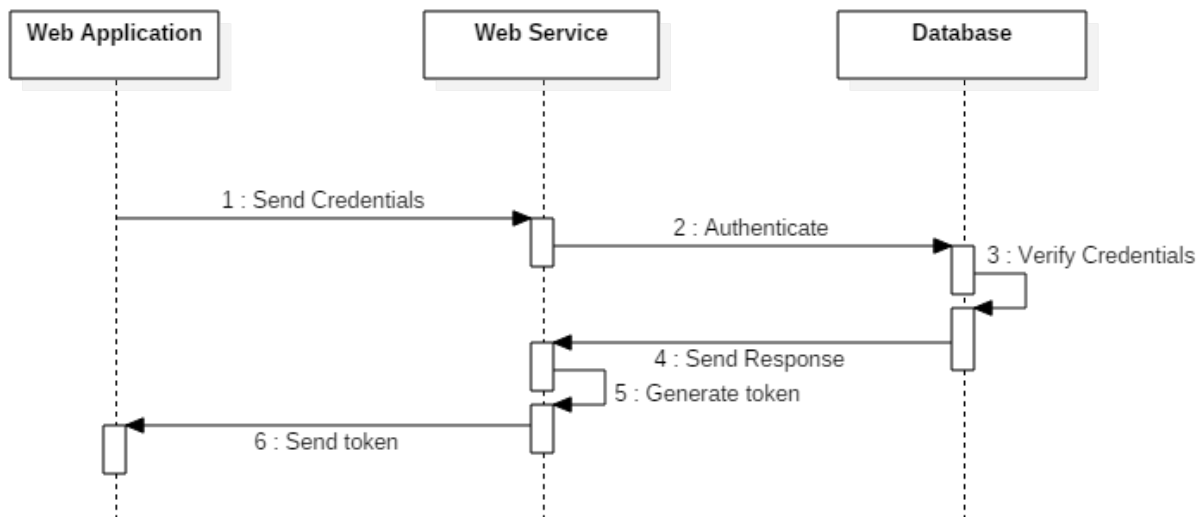 Web Application
Web Service
Database
1 : Send Credentials
2 : Authenticate
3 : Verify Credentials
4 : Send Response
5 : Generate token
6 : Send token